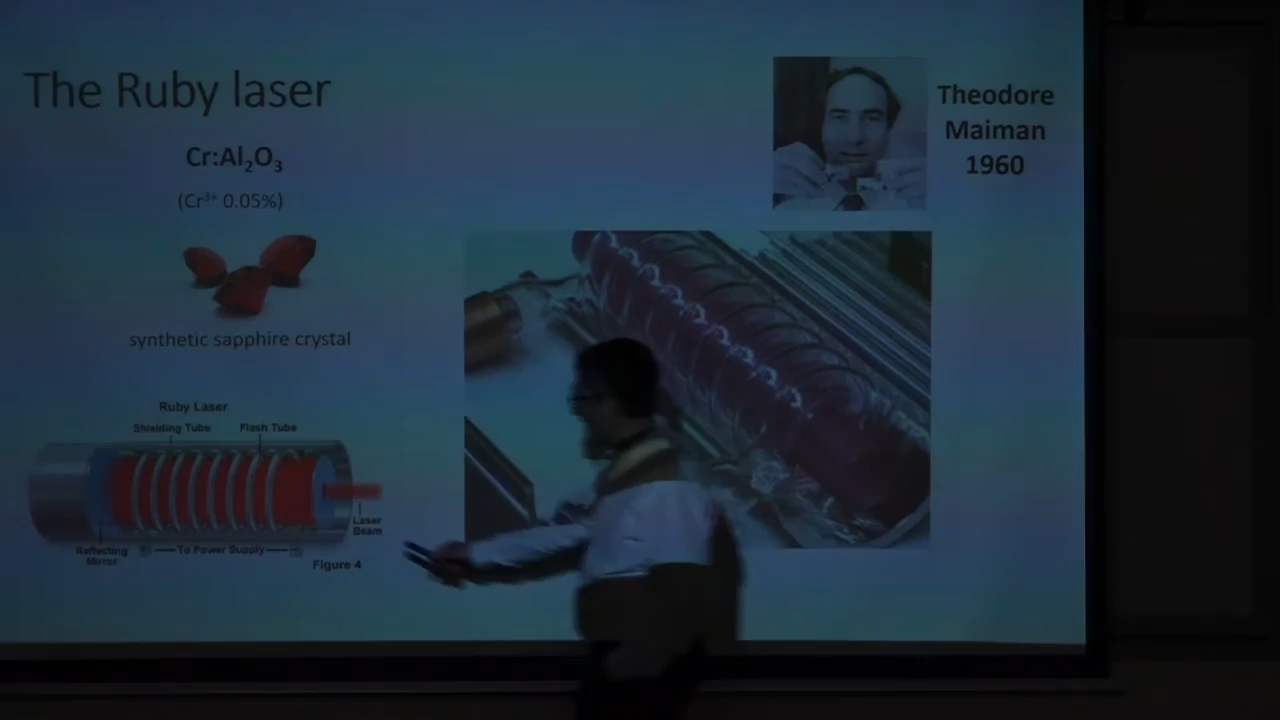 The Ruby laser
Cr:Al₂O₃
(Cr³⁺ 0.05%)
synthetic sapphire crystal
Ruby Laser
Shielding Tube
Flash Tube
Laser
Beam
Reflecting
Mirror
To Power Supply
Figure 4
Theodore
Maiman
1960